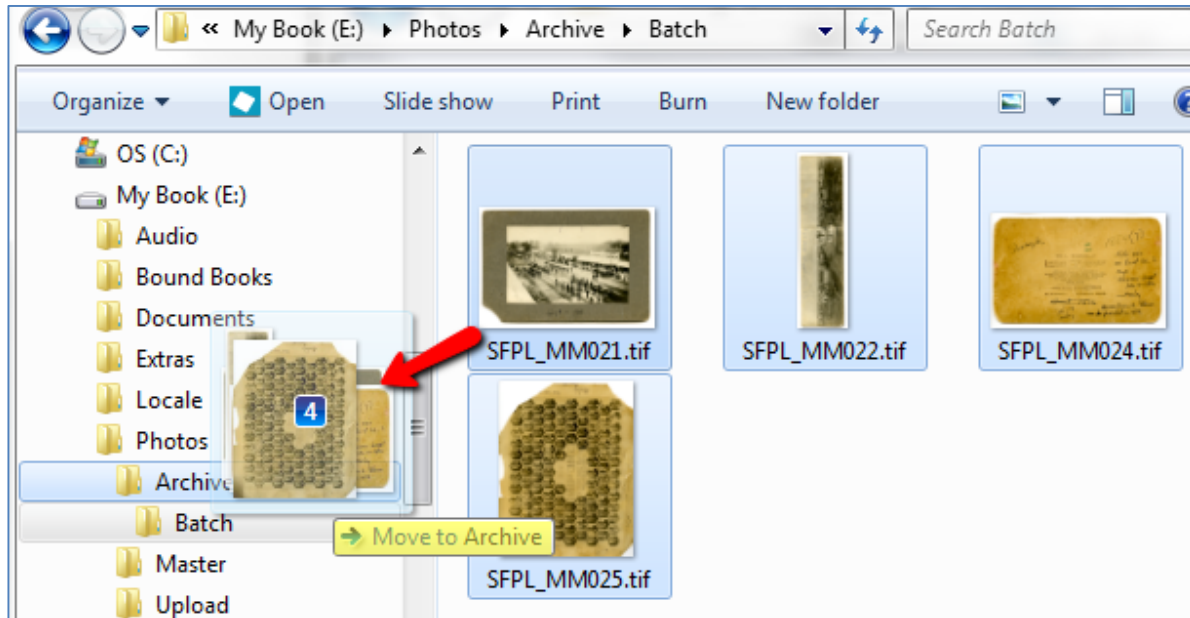 « My Book (E:) Photos Archive Batch
Search Batch
Organize Open Slide show Print Burn New folder
OS (C:)
My Book (E:)
Audio
Bound Books
Documents
Extras
Locale
Photos
Archive
Batch
Master
Upload
4
Move to Archive
SFPL_MM021.tif
SFPL_MM022.tif
SFPL_MM024.tif
SFPL_MM025.tif